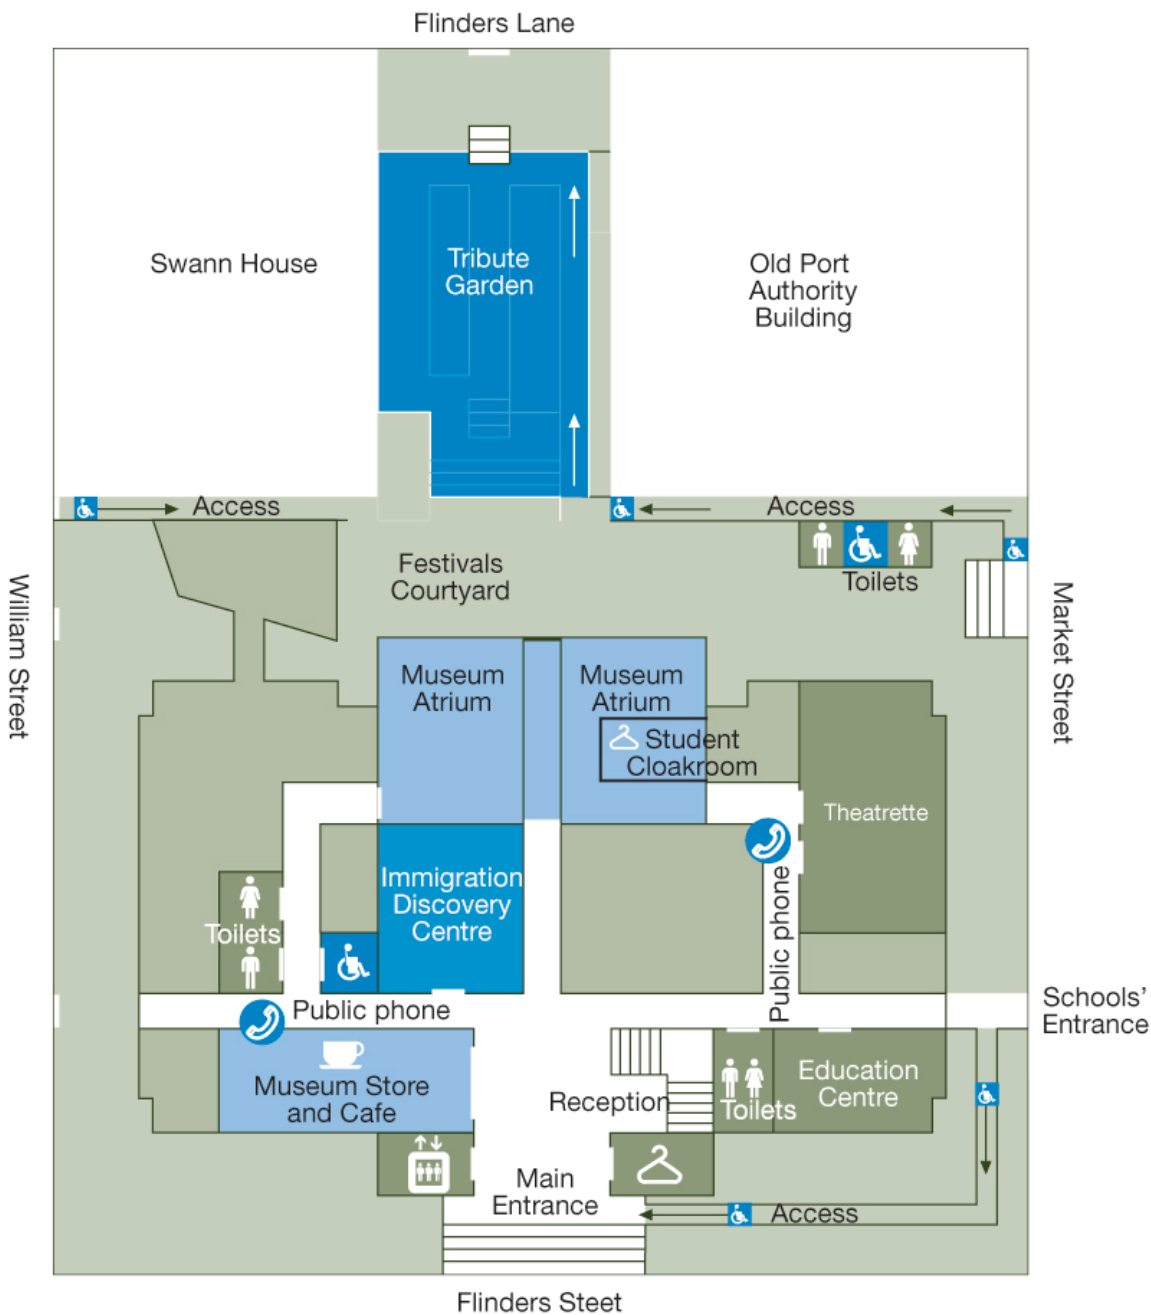 Flinders Lane
Swann House
Tribute
Garden
Old Port
Authority
Building
Access
Access
Festivals
Courtyard
Toilets
William Street
Market Street
Museum
Atrium
Museum
Atrium
Student
Cloakroom
Theatrette
Immigration
Discovery
Centre
Toilets
Public phone
Public phone
Schools'
Entrance
Museum Store
and Cafe
Reception
Toilets
Education
Centre
Main
Entrance
Access
Flinders Steet